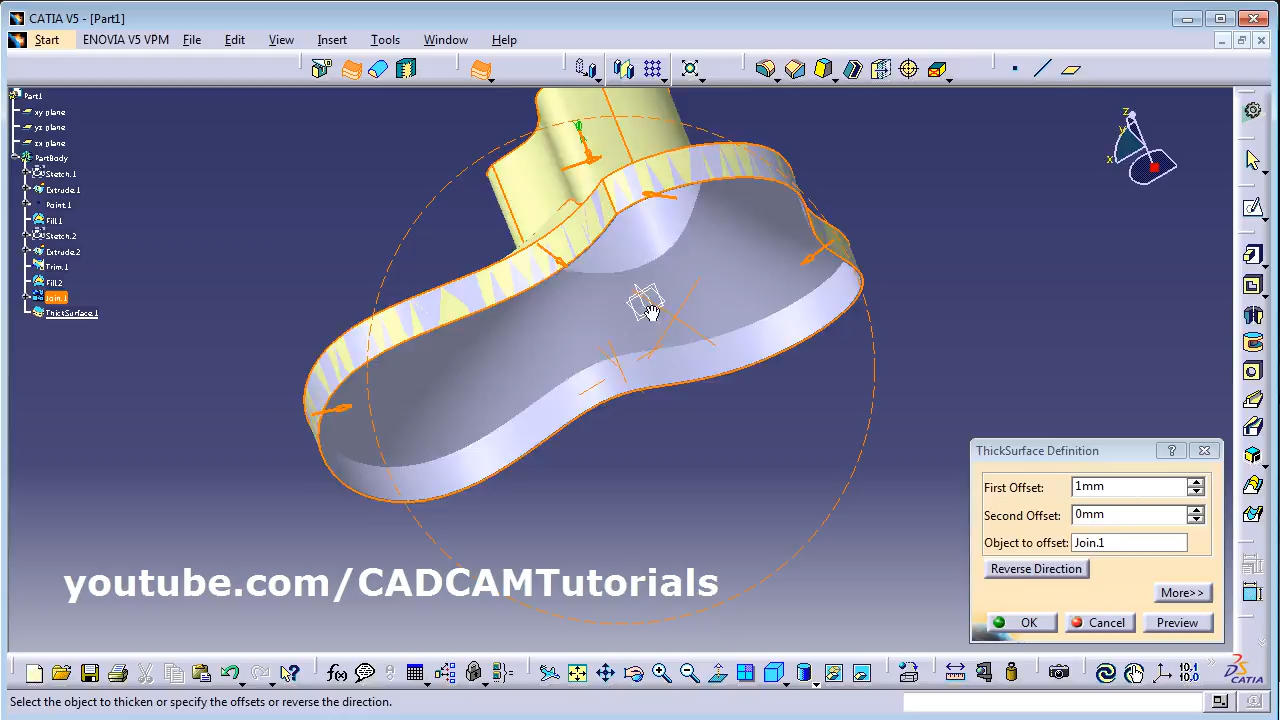 CATIA V5 - [Part1]
Start ENOVIA V5 VPM File Edit View Insert Tools Window Help
Part1
xy plane
yz plane
zx plane
PartBody
Sketch.1
Extrude.1
Point.1
Fill.1
Sketch.2
Extrude.2
Trim.1
Fill.2
Join.1
ThickSurface.1
z
y
x
ThickSurface Definition
First Offset: 1mm
Second Offset: 0mm
Object to offset: Join.1
Reverse Direction
More>>
OK Cancel Preview
youtube.com/CADCAMTutorials
f(x)
10.1
10.0
CATIA
Select the object to thicken or specify the offsets or reverse the direction.